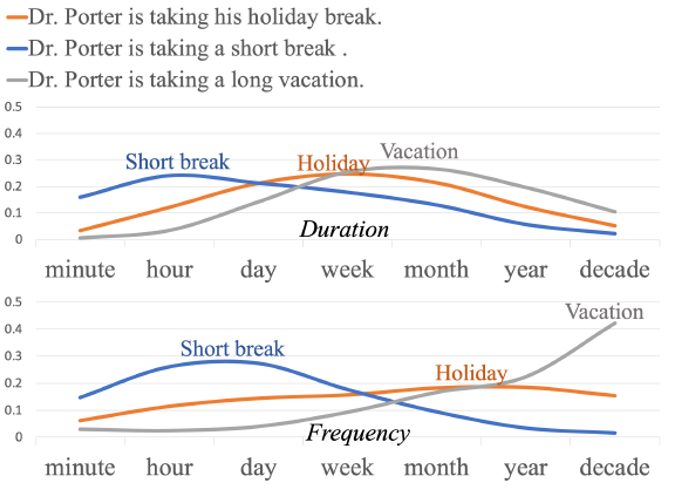 Dr. Porter is taking his holiday break.
Dr. Porter is taking a short break .
Dr. Porter is taking a long vacation.
0.5
0.4
0.3
0.2
0.1
0
Short break
Holiday
Vacation
Duration
minute hour day week month year decade
0.5
0.4
0.3
0.2
0.1
0
Vacation
Short break
Holiday
Frequency
minute hour day week month year decade